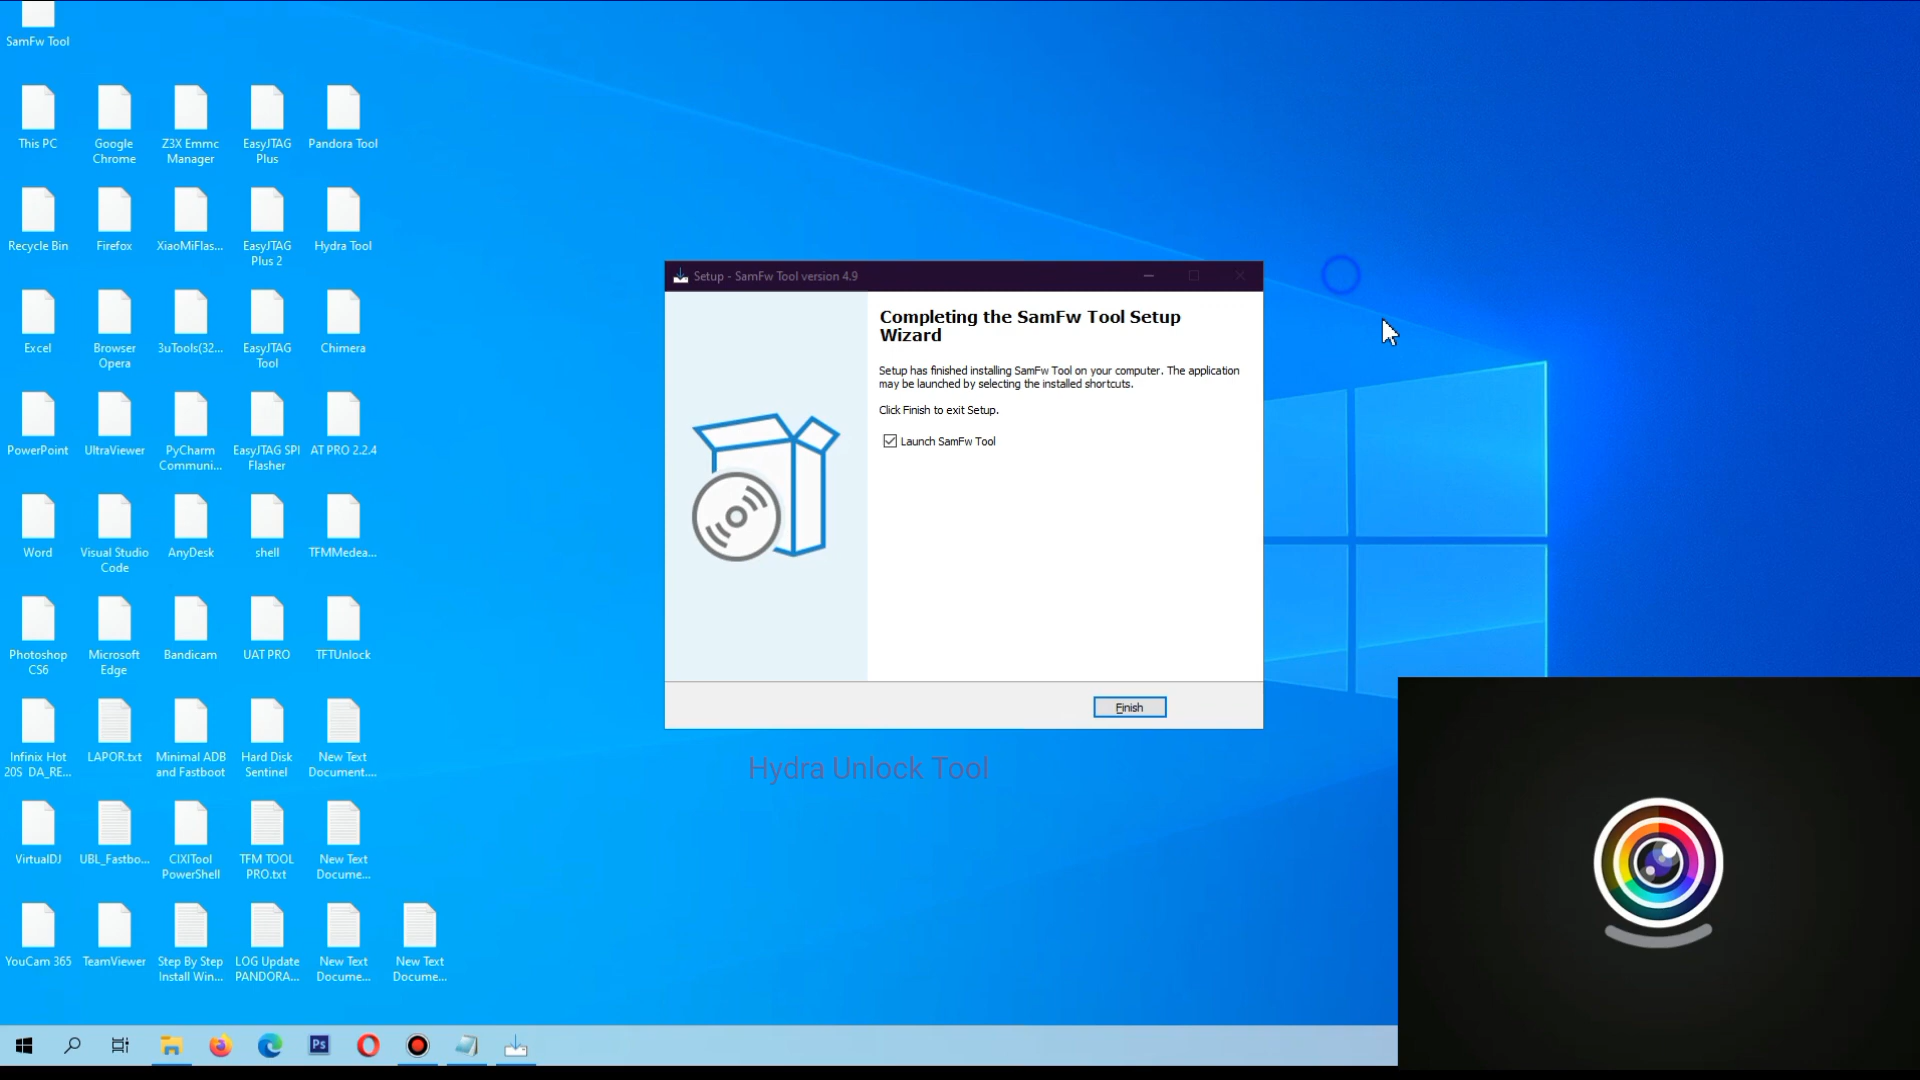 SamFw Tool
This PC
Google
Chrome
Z3X Emmc
Manager
EasyJTAG
Plus
Pandora Tool
Recycle Bin
Firefox
XiaoMiFlas...
EasyJTAG
Plus 2
Hydra Tool
Excel
Browser
Opera
3uTools(32...
EasyJTAG
Tool
Chimera
PowerPoint
UltraViewer
PyCharm
Communi...
EasyJTAG SPI
Flasher
AT PRO 2.2.4
Word
Visual Studio
Code
AnyDesk
shell
TFMMedea...
Photoshop
CS6
Microsoft
Edge
Bandicam
UAT PRO
TFTUnlock
Infinix Hot
20S DA_RE...
LAPOR.txt
Minimal ADB
and Fastboot
Hard Disk
Sentinel
New Text
Document....
VirtualDJ
UBL_Fastbo...
CIXITool
PowerShell
TFM TOOL
PRO.txt
New Text
Docume...
YouCam 365
TeamViewer
Step By Step
Install Win...
LOG Update
PANDORA...
New Text
Docume...
New Text
Docume...
Setup - SamFw Tool version 4.9
Completing the SamFw Tool Setup
Wizard
Setup has finished installing SamFw Tool on your computer. The application
may be launched by selecting the installed shortcuts.
Click Finish to exit Setup.
Launch SamFw Tool
Finish
Hydra Unlock Tool
Ps